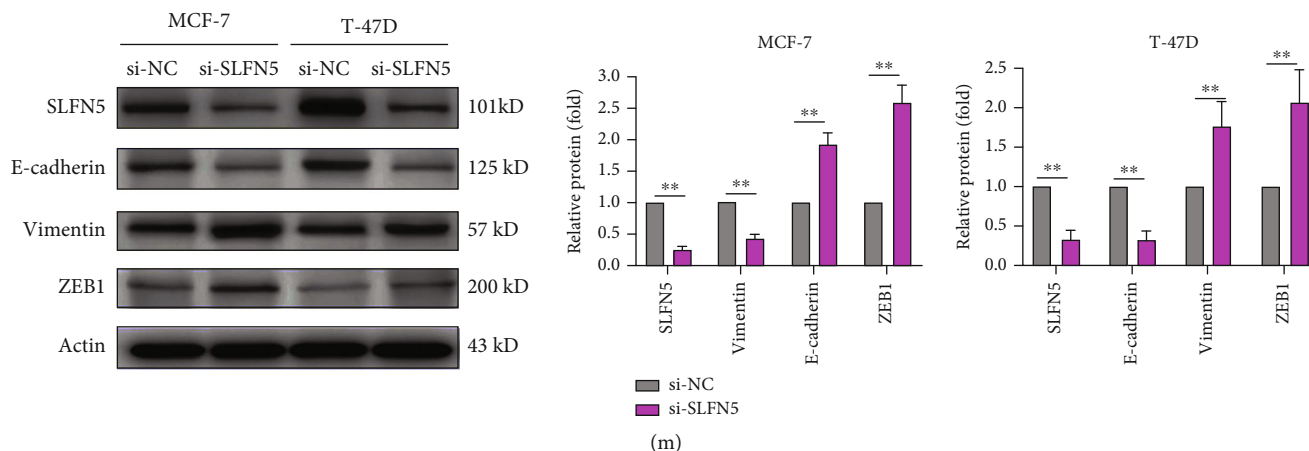 MCF-7 T-47D
si-NC si-SLFN5 si-NC si-SLFN5
SLFN5 101kD
E-cadherin 125 kD
Vimentin 57 kD
ZEB1 200 kD
Actin 43 kD
MCF-7
Relative protein (fold)
3.0
2.5
2.0
1.5
1.0
0.5
0.0
**
**
**
**
SLFN5
Vimentin
E-cadherin
ZEB1
T-47D
Relative protein (fold)
2.5
2.0
1.5
1.0
0.5
0.0
**
**
**
**
SLFN5
E-cadherin
Vimentin
ZEB1
si-NC
si-SLFN5
(m)